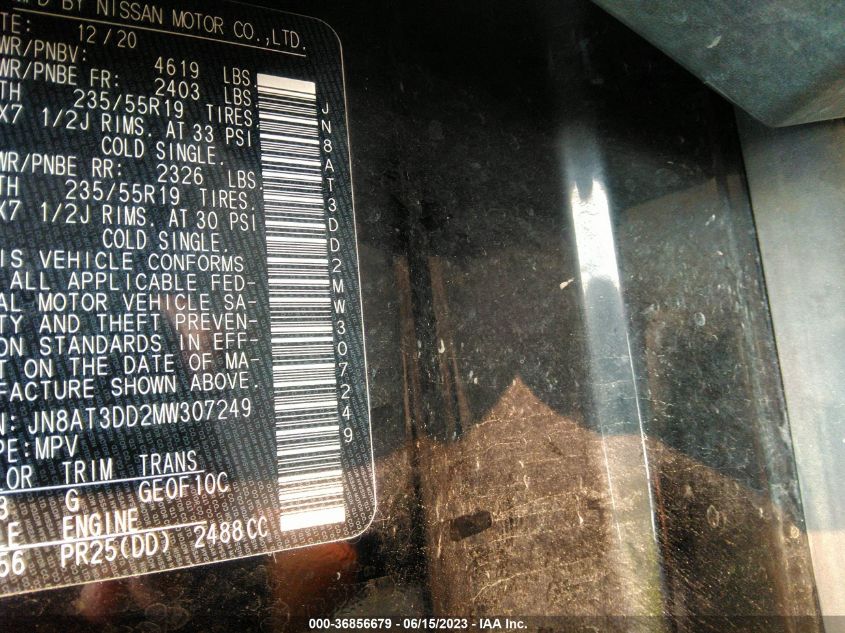 BY NISSAN MOTOR CO.,LTD.
12/20
WR/PNBV: 4619 LBS
WR/PNBE FR: 2403 LBS.
TH 235/55R19 TIRES.
X7 1/2J RIMS. AT 33 PSI
COLD SINGLE.
WR/PNBE RR: 2326 LBS.
TH 235/55R19 TIRES.
X7 1/2J RIMS. AT 30 PSI
COLD SINGLE.
IS VEHICLE CONFORMS
ALL APPLICABLE FED-
AL MOTOR VEHICLE SA-
TY AND THEFT PREVEN-
ON STANDARDS IN EFF-
T ON THE DATE OF MA-
FACTURE SHOWN ABOVE.
N: JN8AT3DD2MW307249
PE:MPV
OR TRIM TRANS
G GE0F10C
E ENGINE
56 PR25(DD) 2488CC
JN8AT3DD2MW307249
000-36856679 - 06/15/2023 - IAA Inc.